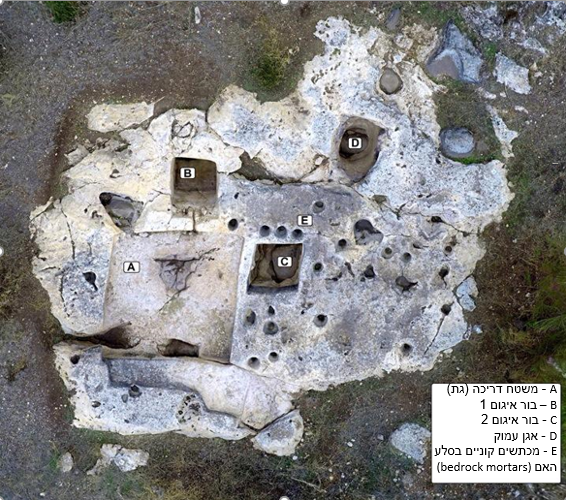 B
D
E
A
C
A - משטח דריכה (גת)
B – בור איגום 1
C - בור איגום 2
D - אגן עמוק
E - מכתשים קוניים בסלע
האם (bedrock mortars)